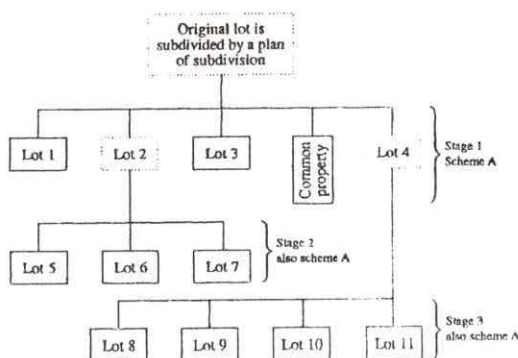 Original lot is
subdivided by a plan
of subdivision
Lot 1
Lot 2
Lot 3
Common
property
Lot 4
Stage 1
Scheme A
Lot 5
Lot 6
Lot 7
Stage 2
also scheme A
Lot 8
Lot 9
Lot 10
Lot 11
Stage 3
also scheme A